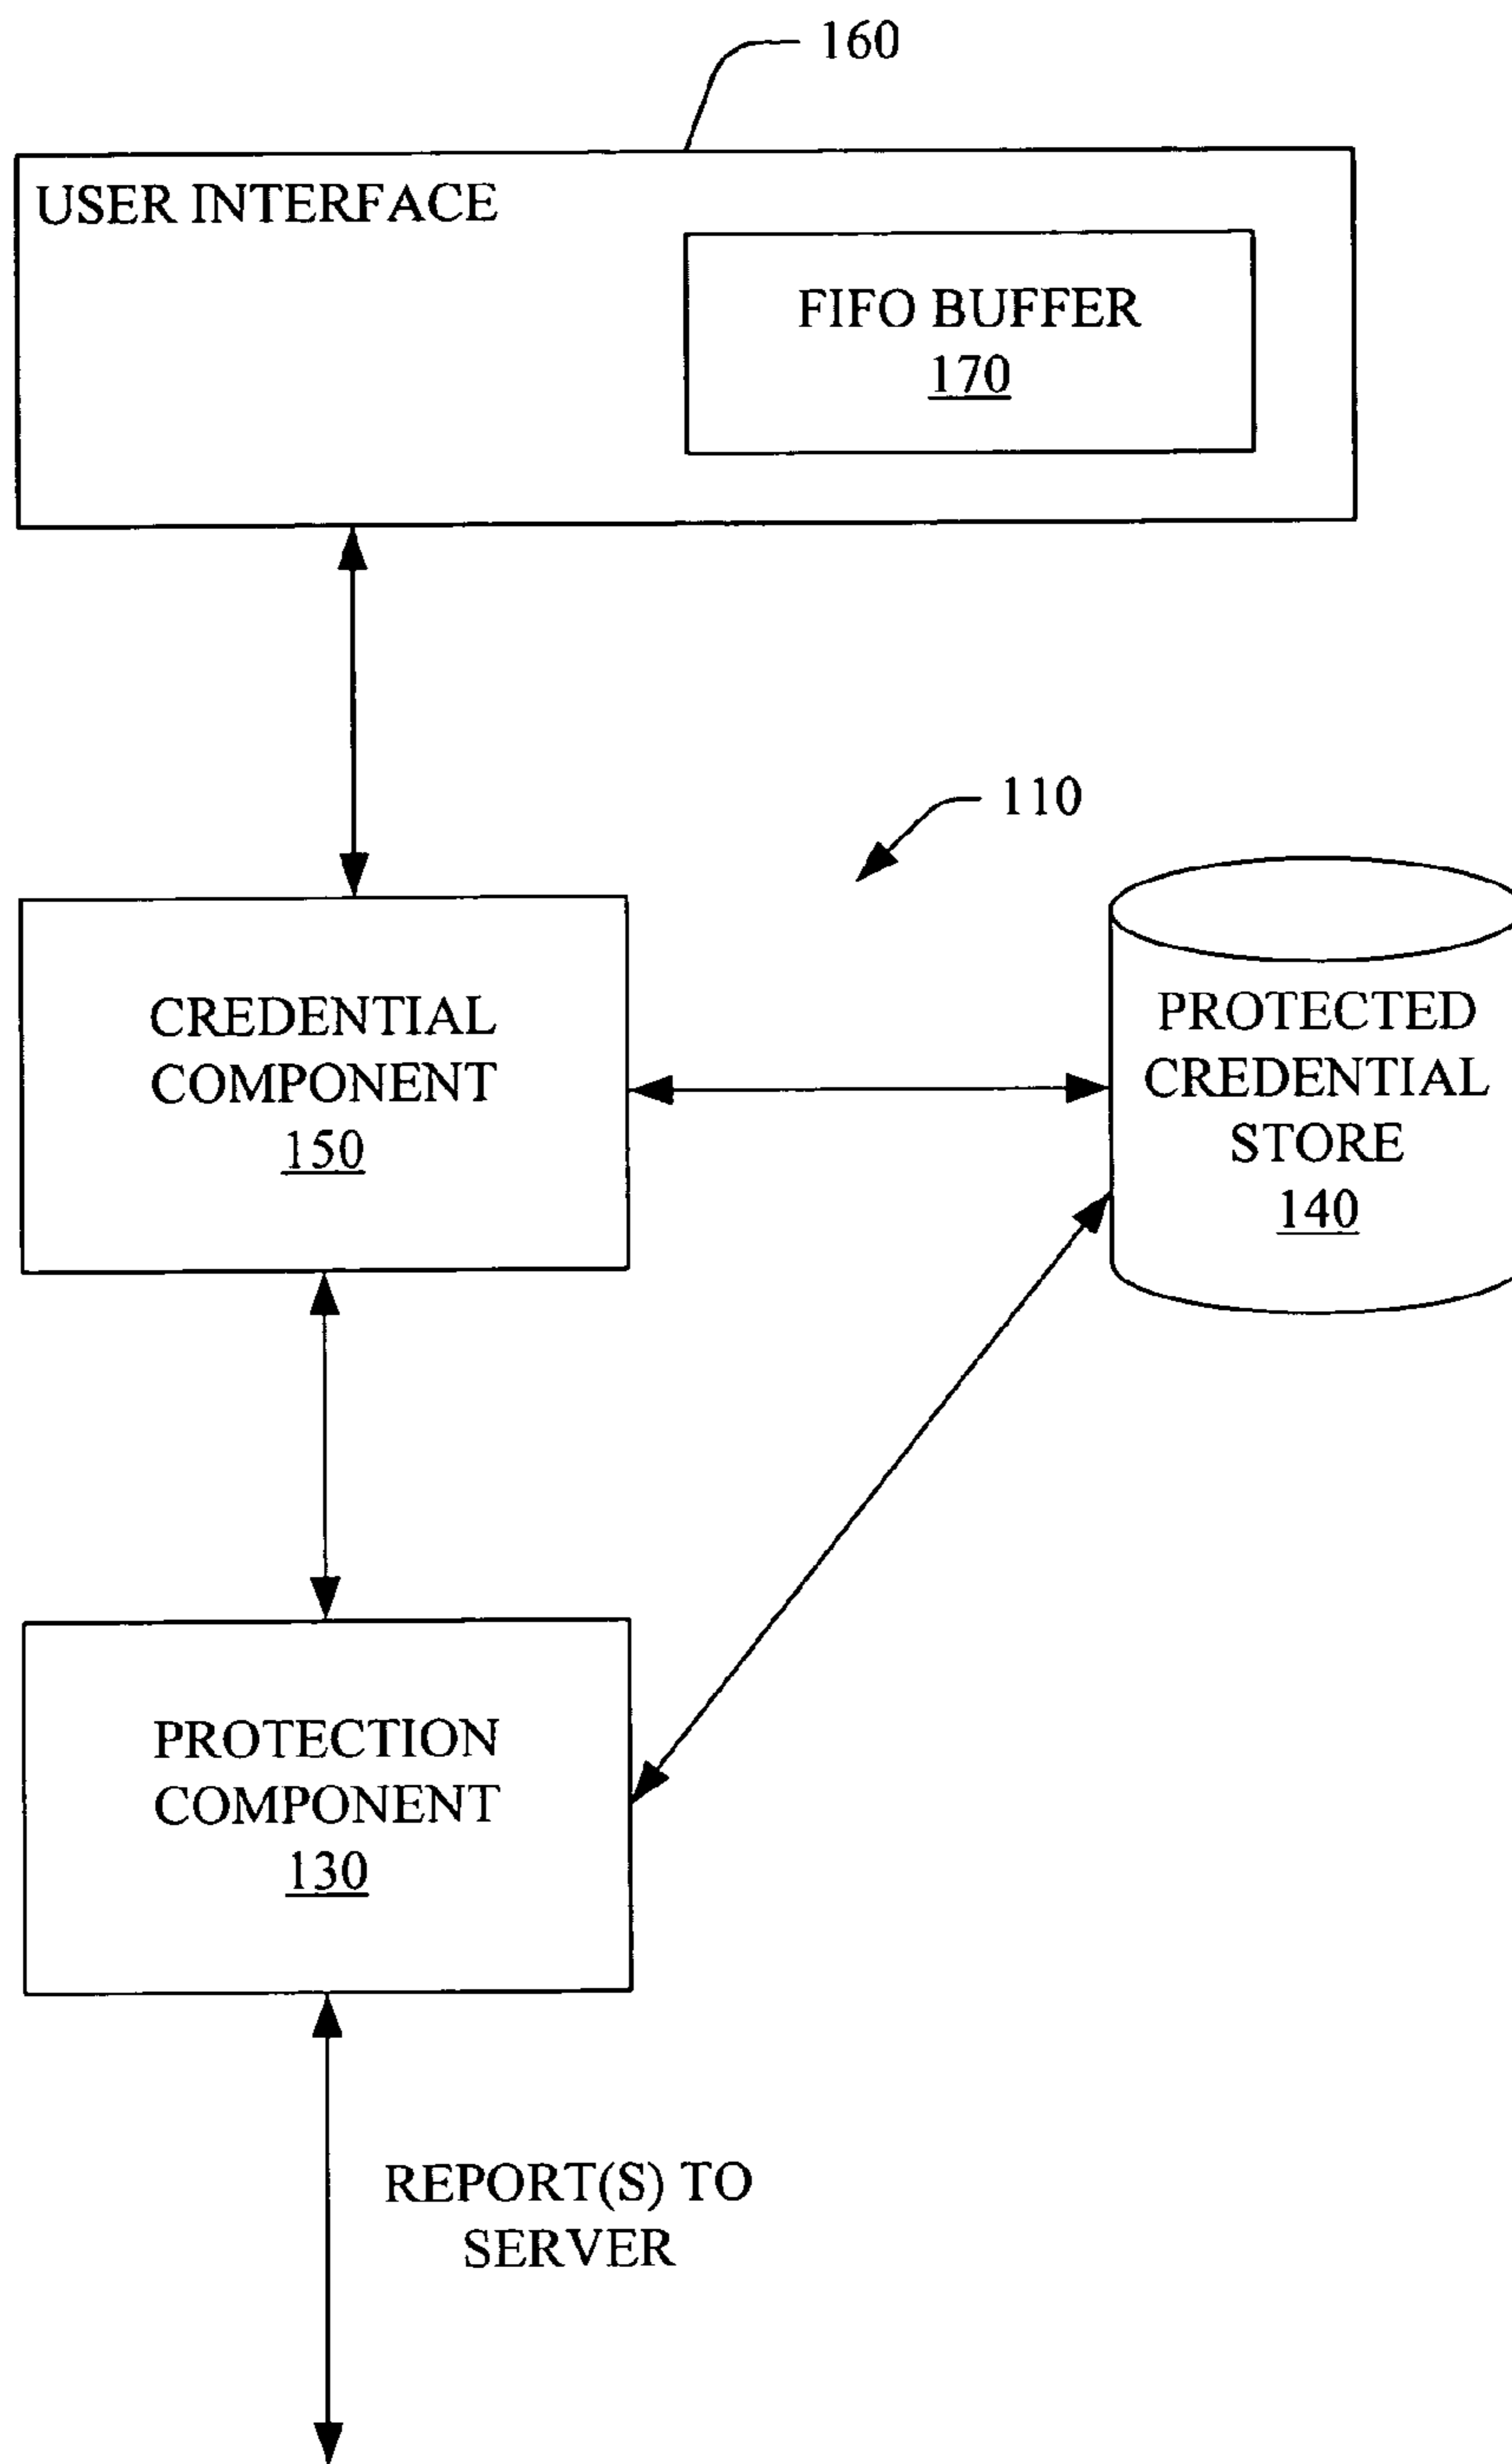 160
USER INTERFACE
FIFO BUFFER
170
110
CREDENTIAL
COMPONENT
150
PROTECTED
CREDENTIAL
STORE
140
PROTECTION
COMPONENT
130
REPORT(S) TO
SERVER